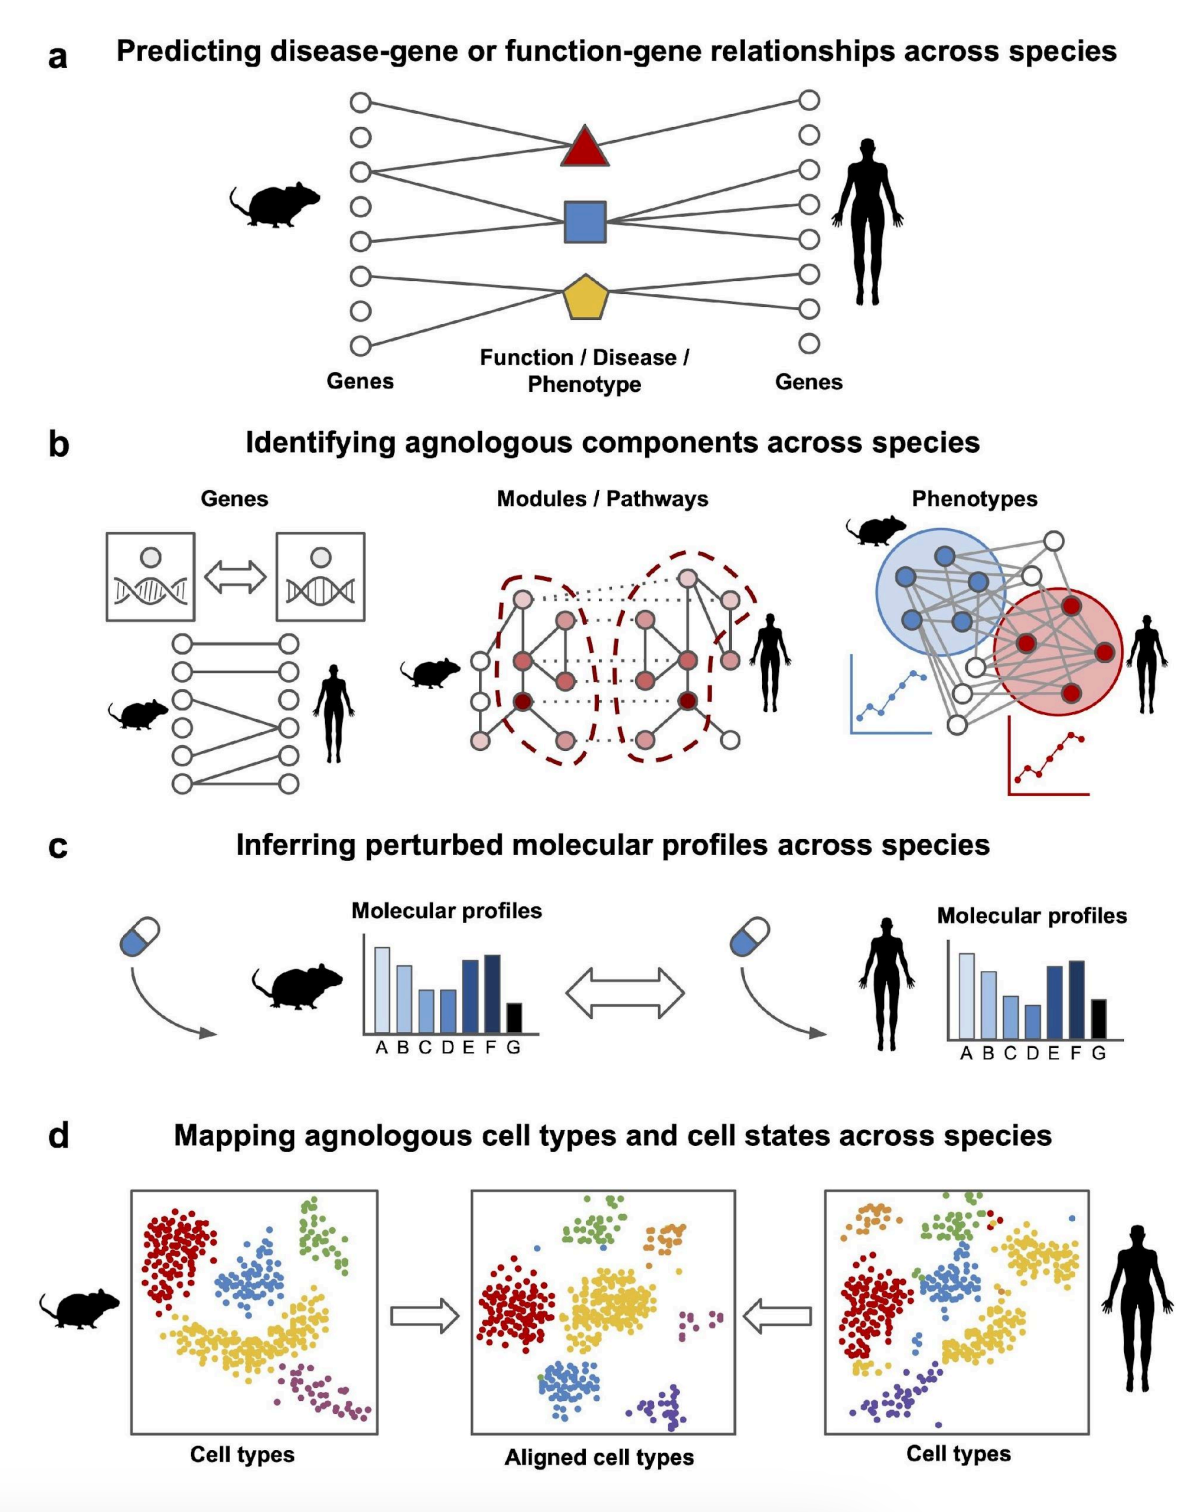 a
Predicting disease-gene or function-gene relationships across species
Genes
Function / Disease /
Phenotype
Genes
b
Identifying agnologous components across species
Genes
Modules / Pathways
Phenotypes
c
Inferring perturbed molecular profiles across species
Molecular profiles
A B C D E F G
Molecular profiles
A B C D E F G
d
Mapping agnologous cell types and cell states across species
Cell types
Aligned cell types
Cell types